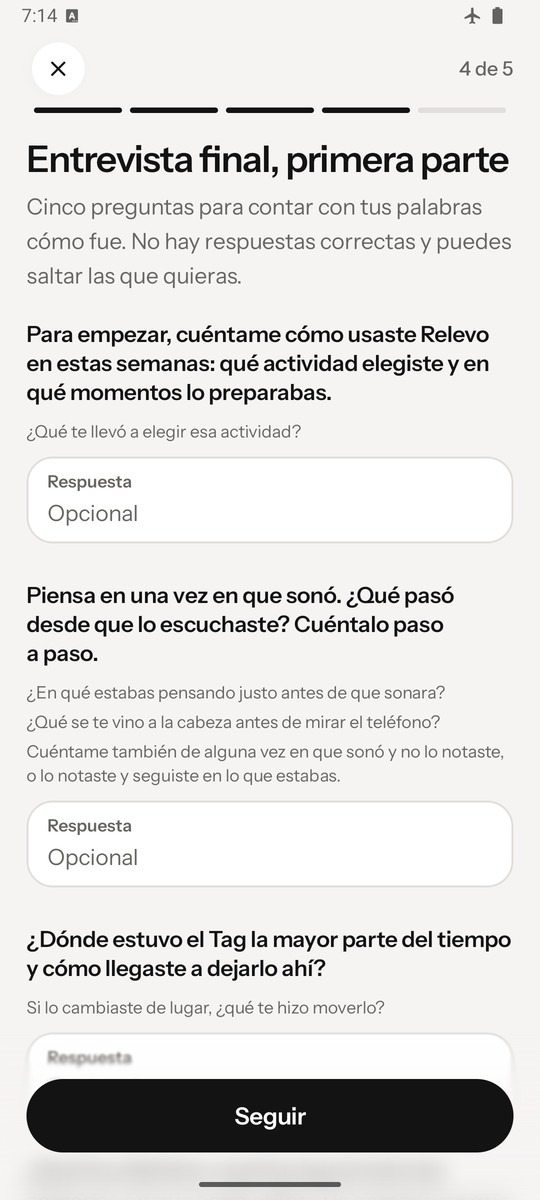 7:14
4 de 5
Entrevista final, primera parte
Cinco preguntas para contar con tus palabras
cómo fue. No hay respuestas correctas y puedes
saltar las que quieras.
Para empezar, cuéntame cómo usaste Relevo
en estas semanas: qué actividad elegiste y en
qué momentos lo preparabas.
¿Qué te llevó a elegir esa actividad?
Respuesta
Opcional
Piensa en una vez en que sonó. ¿Qué pasó
desde que lo escuchaste? Cuéntalo paso
a paso.
¿En qué estabas pensando justo antes de que sonara?
¿Qué se te vino a la cabeza antes de mirar el teléfono?
Cuéntame también de alguna vez en que sonó y no lo notaste,
o lo notaste y seguiste en lo que estabas.
Respuesta
Opcional
¿Dónde estuvo el Tag la mayor parte del tiempo
y cómo llegaste a dejarlo ahí?
Si lo cambiaste de lugar, ¿qué te hizo moverlo?
Respuesta
Seguir